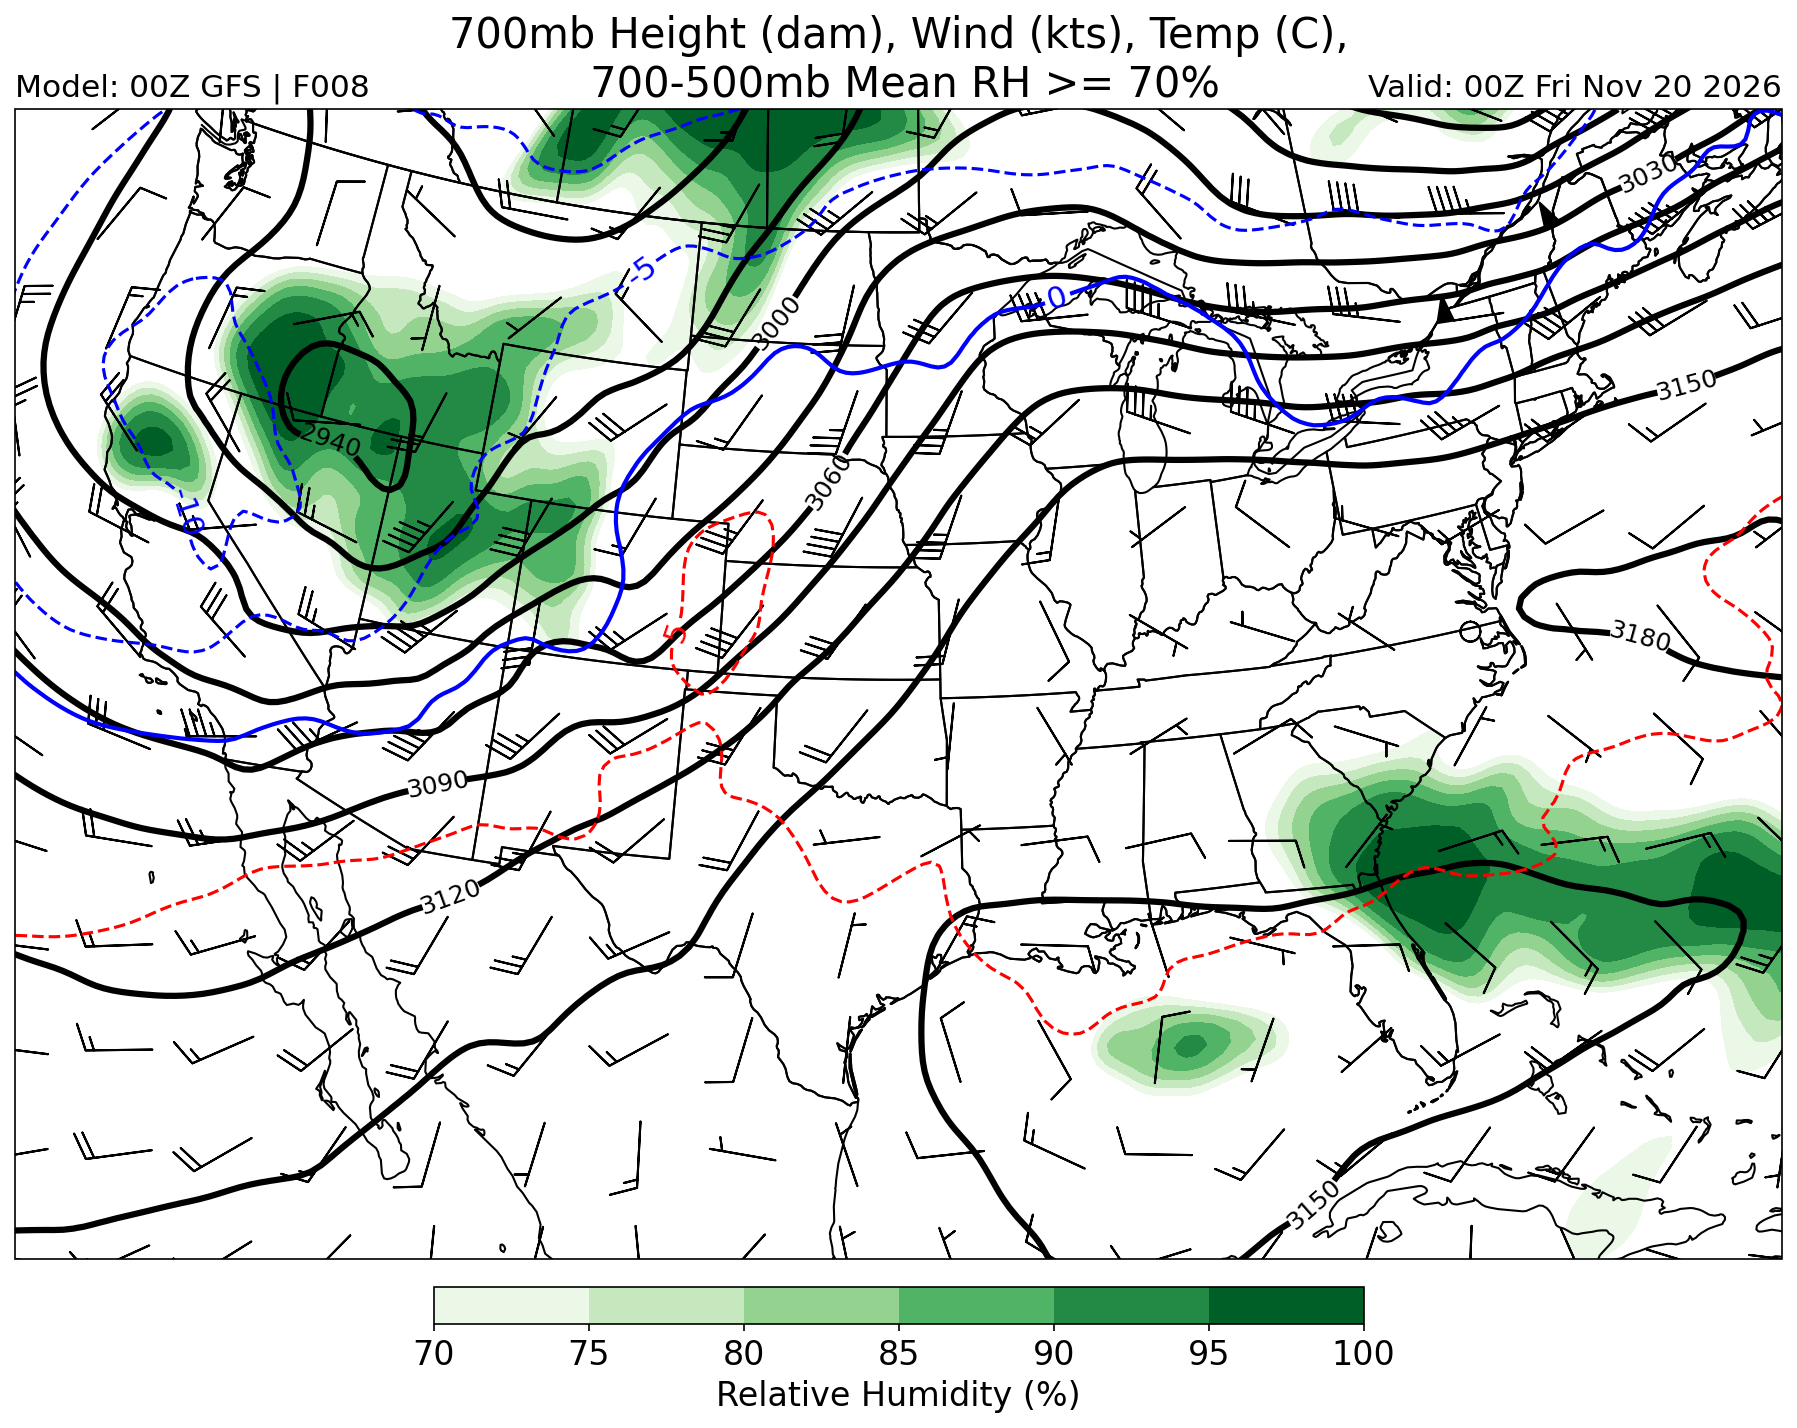 700mb Height (dam), Wind (kts), Temp (C),
700-500mb Mean RH >= 70%
Model: 00Z GFS | F008
Valid: 00Z Fri Nov 20 2026
3030
-5
0
3000
3150
2940
3060
-10
5
3180
3090
3120
3150
70 75 80 85 90 95 100
Relative Humidity (%)